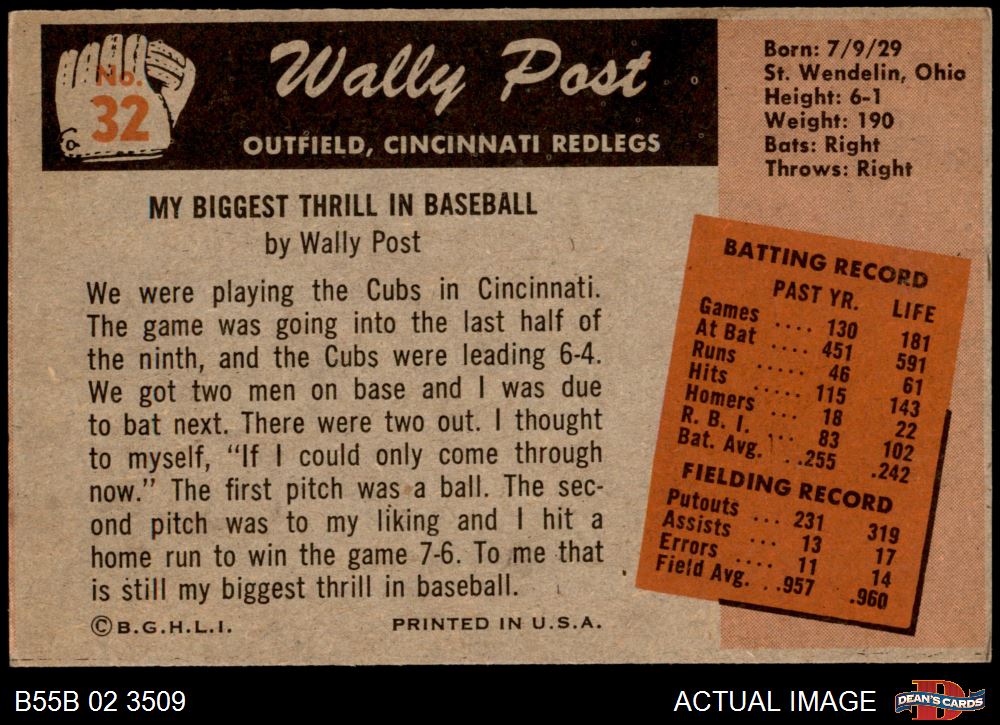 No.
32
Wally Post
OUTFIELD, CINCINNATI REDLEGS
Born: 7/9/29
St. Wendelin, Ohio
Height: 6-1
Weight: 190
Bats: Right
Throws: Right
MY BIGGEST THRILL IN BASEBALL
by Wally Post
We were playing the Cubs in Cincinnati.
The game was going into the last half of
the ninth, and the Cubs were leading 6-4.
We got two men on base and I was due
to bat next. There were two out. I thought
to myself, "If I could only come through
now." The first pitch was a ball. The sec-
ond pitch was to my liking and I hit a
home run to win the game 7-6. To me that
is still my biggest thrill in baseball.
©B.G.H.L.I. PRINTED IN U.S.A.
BATTING RECORD
PAST YR. LIFE
Games .... 130 181
At Bat .... 451 591
Runs ..... 46 61
Hits ..... 115 143
Homers ... 18 22
R. B. I. ... 83 102
Bat. Avg. ..255 .242
FIELDING RECORD
Putouts ... 231 319
Assists ... 13 17
Errors .... 11 14
Field Avg. ..957 .960
B55B 02 3509
ACTUAL IMAGE
DEAN'S CARDS